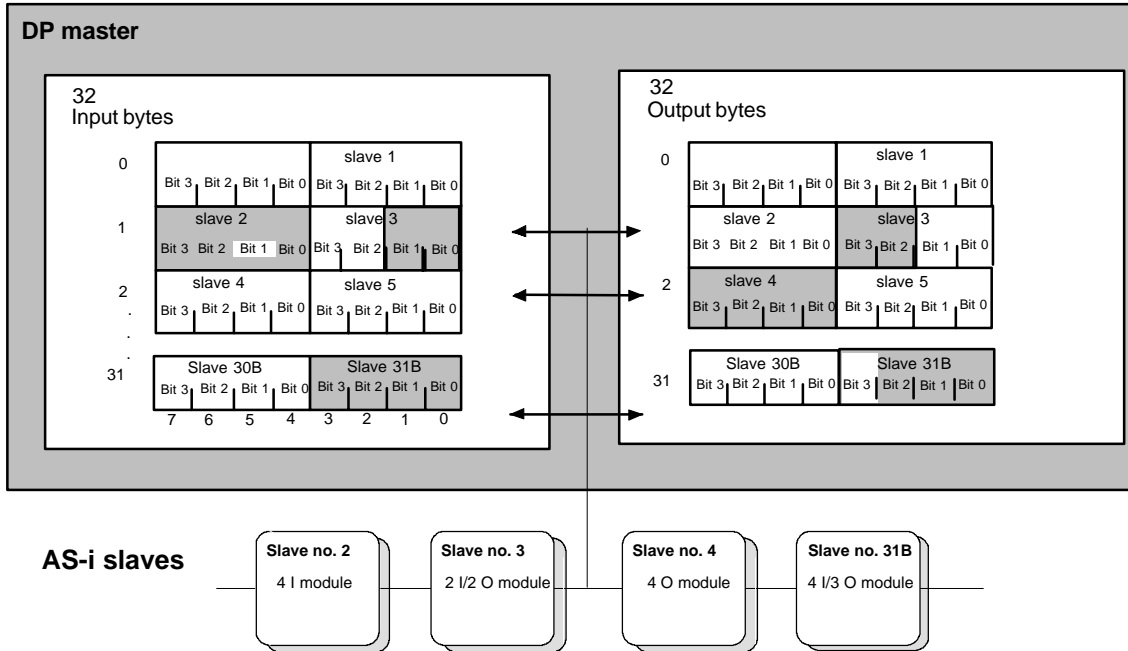 DP master
32
Input bytes
0
slave 1
Bit 3 Bit 2 Bit 1 Bit 0 Bit 3 Bit 2 Bit 1 Bit 0
1
slave 2 slave 3
Bit 3 Bit 2 Bit 1 Bit 0 Bit 3 Bit 2 Bit 1 Bit 0
2
slave 4 slave 5
Bit 3 Bit 2 Bit 1 Bit 0 Bit 3 Bit 2 Bit 1 Bit 0
.
.
.
31
Slave 30B Slave 31B
Bit 3 Bit 2 Bit 1 Bit 0 Bit 3 Bit 2 Bit 1 Bit 0
7 6 5 4 3 2 1 0
32
Output bytes
0
slave 1
Bit 3 Bit 2 Bit 1 Bit 0 Bit 3 Bit 2 Bit 1 Bit 0
slave 2 slave 3
Bit 3 Bit 2 Bit 1 Bit 0 Bit 3 Bit 2 Bit 1 Bit 0
2
slave 4 slave 5
Bit 3 Bit 2 Bit 1 Bit 0 Bit 3 Bit 2 Bit 1 Bit 0
31
Slave 30B Slave 31B
Bit 3 Bit 2 Bit 1 Bit 0 Bit 3 Bit 2 Bit 1 Bit 0
AS-i slaves
Slave no. 2
4 I module
Slave no. 3
2 I/2 O module
Slave no. 4
4 O module
Slave no. 31B
4 I/3 O module